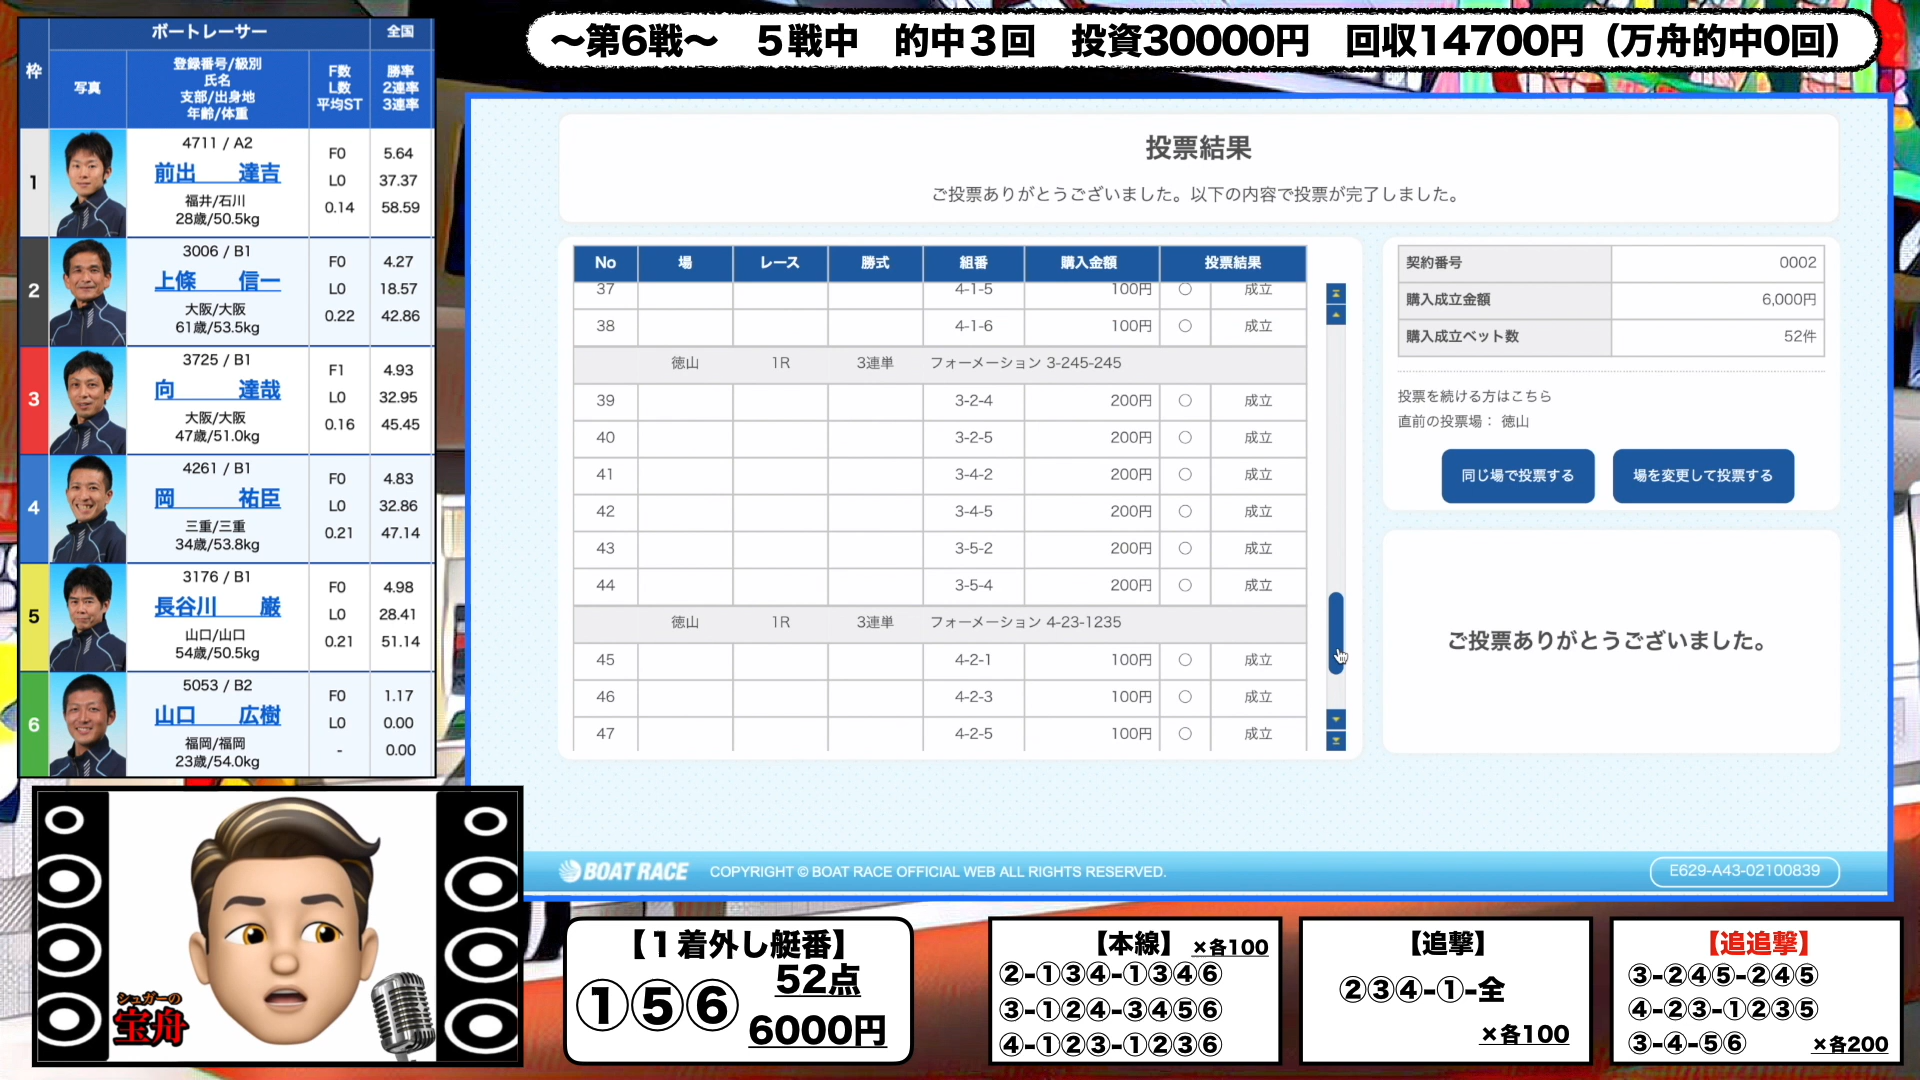 〜第6戦〜　５戦中　的中３回　投資30000円　回収14700円（万舟的中0回）
枠
ボートレーサー
全国
写真
登録番号/級別
氏名
支部/出身地
年齢/体重
F数
L数
平均ST
勝率
2連率
3連率
1
4711 / A2
前出　達吉
福井/石川
28歳/50.5kg
F0
L0
0.14
5.64
37.37
58.59
2
3006 / B1
上條　信一
大阪/大阪
61歳/53.5kg
F0
L0
0.22
4.27
18.57
42.86
3
3725 / B1
向　達哉
大阪/大阪
47歳/51.0kg
F1
L0
0.16
4.93
32.95
45.45
4
4261 / B1
岡　祐臣
三重/三重
34歳/53.8kg
F0
L0
0.21
4.83
32.86
47.14
5
3176 / B1
長谷川　巌
山口/山口
54歳/50.5kg
F0
L0
0.21
4.98
28.41
51.14
6
5053 / B2
山口　広樹
福岡/福岡
23歳/54.0kg
F0
L0
-
1.17
0.00
0.00
投票結果
ご投票ありがとうございました。以下の内容で投票が完了しました。
No 場 レース 勝式 組番 購入金額 投票結果
37 4-1-5 100円 ○ 成立
38 4-1-6 100円 ○ 成立
徳山 1R 3連単 フォーメーション 3-245-245
39 3-2-4 200円 ○ 成立
40 3-2-5 200円 ○ 成立
41 3-4-2 200円 ○ 成立
42 3-4-5 200円 ○ 成立
43 3-5-2 200円 ○ 成立
44 3-5-4 200円 ○ 成立
徳山 1R 3連単 フォーメーション 4-23-1235
45 4-2-1 100円 ○ 成立
46 4-2-3 100円 ○ 成立
47 4-2-5 100円 ○ 成立
契約番号 0002
購入成立金額 6,000円
購入成立ベット数 52件
投票を続ける方はこちら
直前の投票場： 徳山
同じ場で投票する
場を変更して投票する
ご投票ありがとうございました。
BOAT RACE
COPYRIGHT © BOAT RACE OFFICIAL WEB ALL RIGHTS RESERVED.
E629-A43-02100839
シュガーの
宝舟
【１着外し艇番】
①⑤⑥
52点
6000円
【本線】 ×各100
②-①③④-①③④⑥
③-①②④-③④⑤⑥
④-①②③-①②③⑥
【追撃】
②③④-①-全
×各100
【追追撃】
③-②④⑤-②④⑤
④-②③-①②③⑤
③-④-⑤⑥
×各200